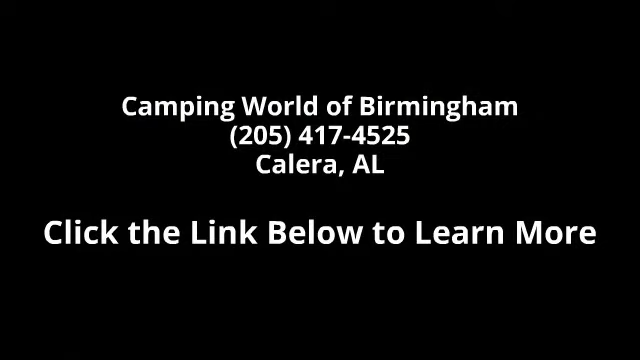 Camping World of Birmingham
(205) 417-4525
Calera, AL
Click the Link Below to Learn More